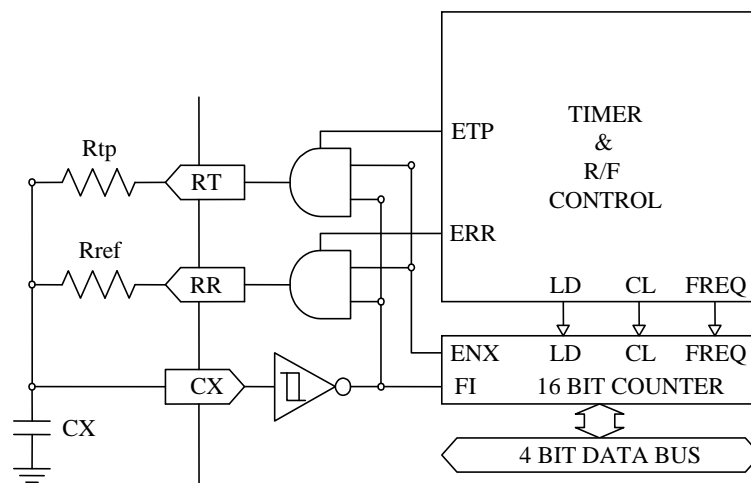 ETP
TIMER
&
R/F
CONTROL
Rtp
RT
ERR
Rref
RR
LD CL FREQ
ENX LD CL FREQ
CX
FI 16 BIT COUNTER
CX
4 BIT DATA BUS